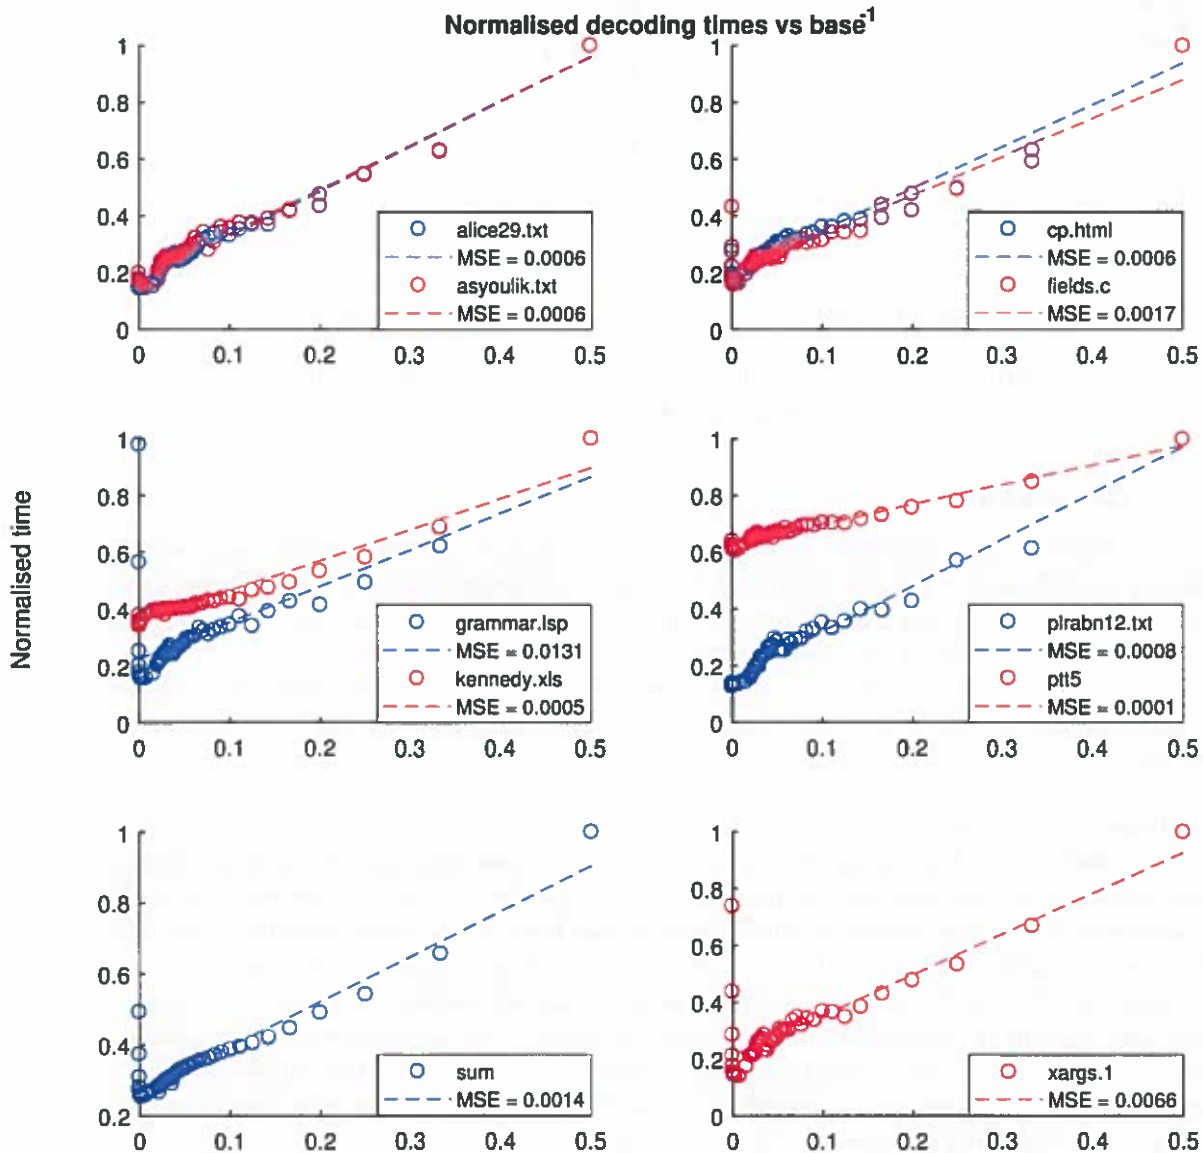 Normalised decoding times vs base-1
Normalised time
1
0.8
0.6
0.4
0.2
0
0 0.1 0.2 0.3 0.4 0.5
alice29.txt
MSE = 0.0006
asyoulik.txt
MSE = 0.0006
1
0.8
0.6
0.4
0.2
0
0 0.1 0.2 0.3 0.4 0.5
cp.html
MSE = 0.0006
fields.c
MSE = 0.0017
1
0.8
0.6
0.4
0.2
0
0 0.1 0.2 0.3 0.4 0.5
grammar.lsp
MSE = 0.0131
kennedy.xls
MSE = 0.0005
1
0.8
0.6
0.4
0.2
0
0 0.1 0.2 0.3 0.4 0.5
plrabn12.txt
MSE = 0.0008
ptt5
MSE = 0.0001
1
0.8
0.6
0.4
0.2
0 0.1 0.2 0.3 0.4 0.5
sum
MSE = 0.0014
1
0.8
0.6
0.4
0.2
0
0 0.1 0.2 0.3 0.4 0.5
xargs.1
MSE = 0.0066